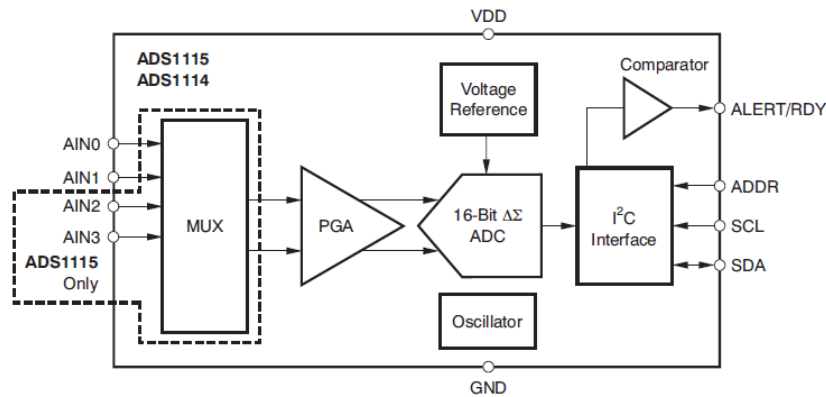 VDD
ADS1115
ADS1114
Comparator
Voltage
Reference
ALERT/RDY
AIN0
AIN1
AIN2
AIN3
ADS1115
Only
MUX
PGA
16-Bit ΔΣ
ADC
I²C
Interface
ADDR
SCL
SDA
Oscillator
GND